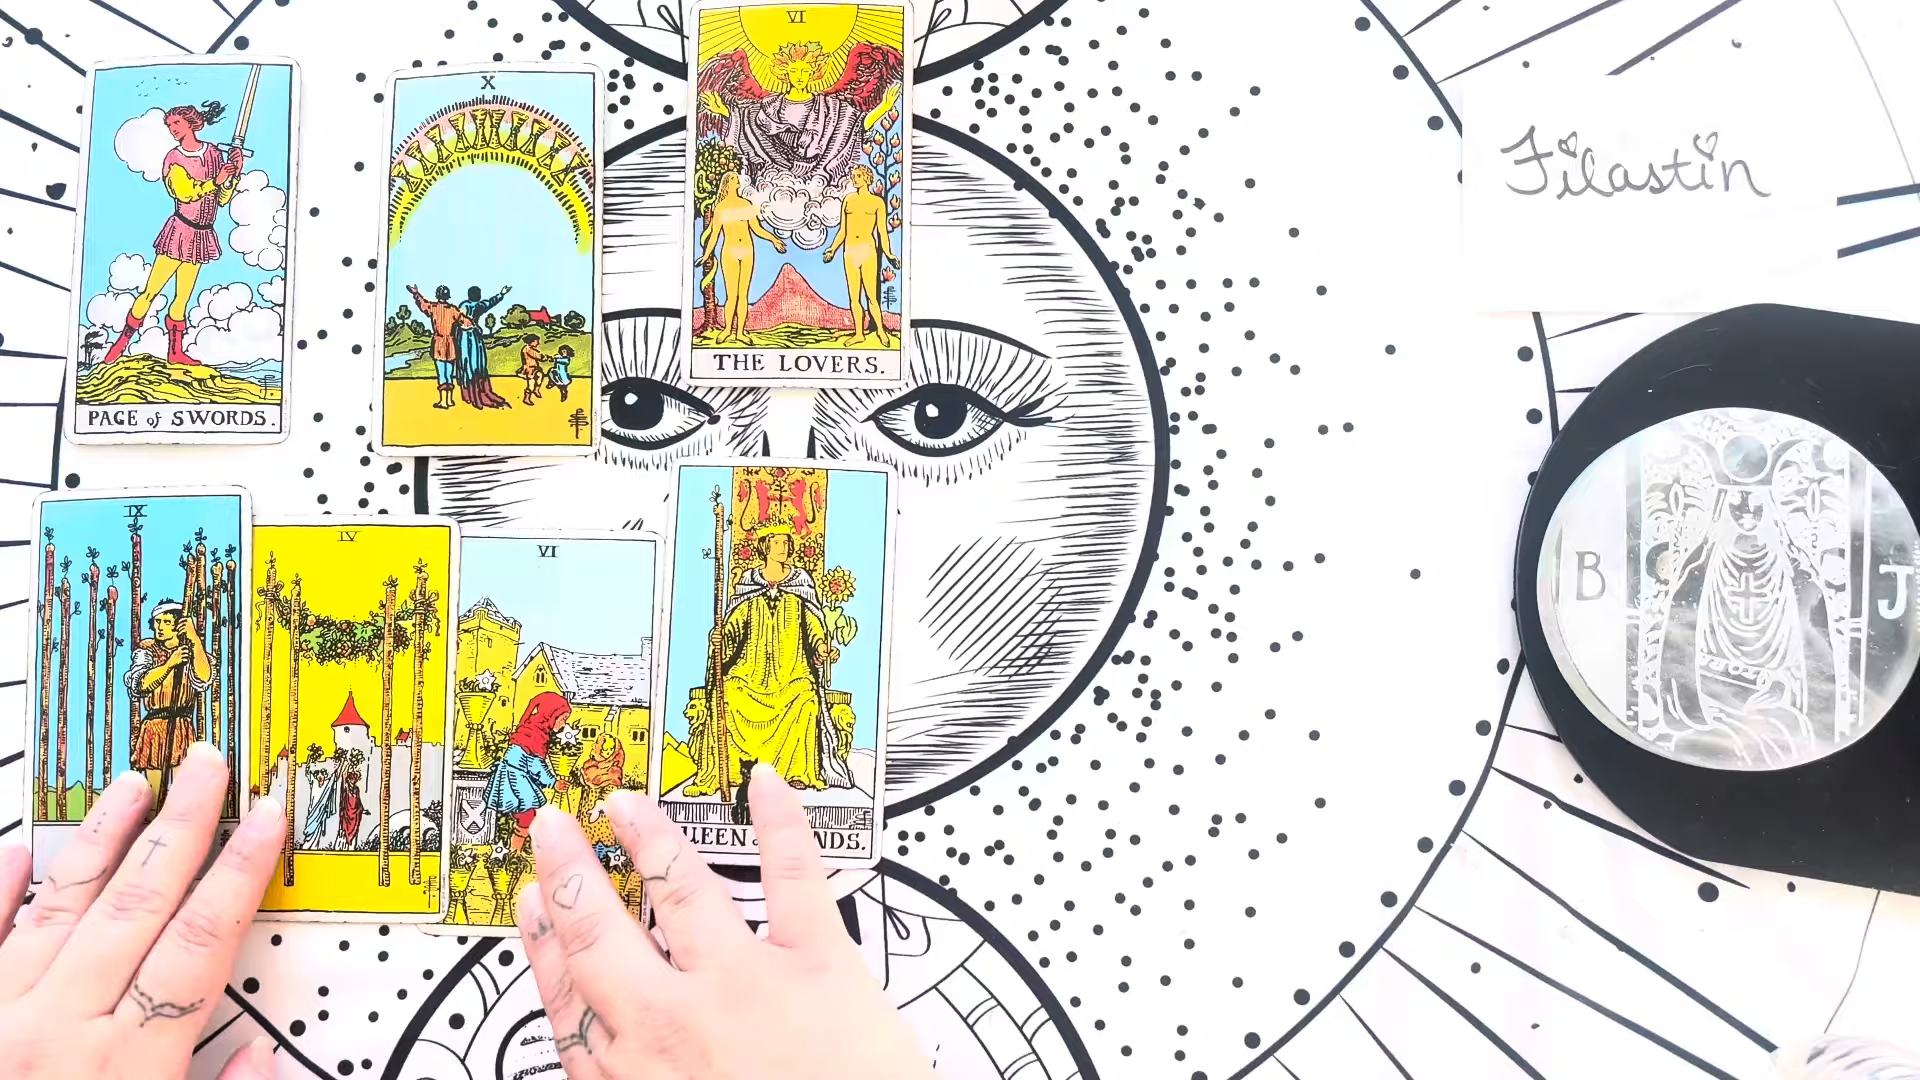 VI
X
PAGE of SWORDS.
THE LOVERS.
Filastin
IX
IV
VI
B
J